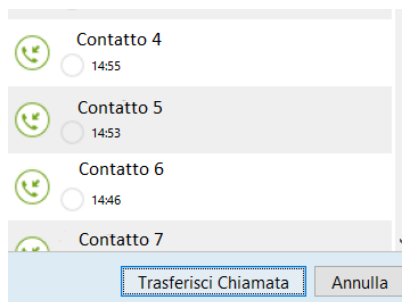 Contatto 4
14:55
Contatto 5
14:53
Contatto 6
14:46
Contatto 7
Trasferisci Chiamata Annulla